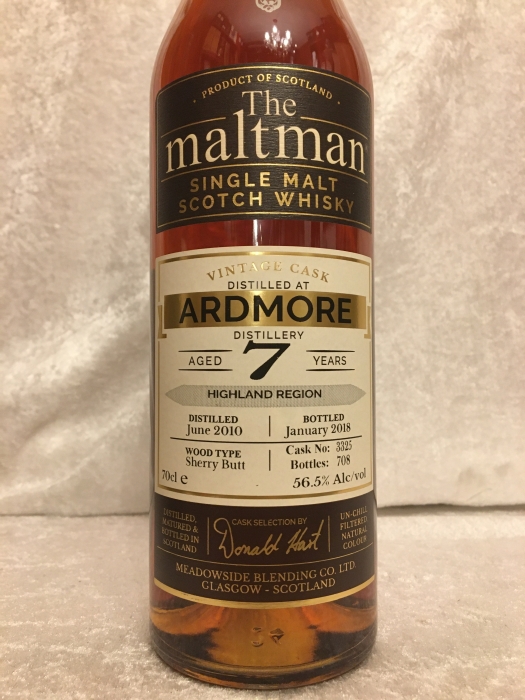 · PRODUCT OF SCOTLAND ·
The
maltman
SINGLE MALT
SCOTCH WHISKY
VINTAGE CASK
DISTILLED AT
ARDMORE
DISTILLERY
AGED 7 YEARS
HIGHLAND REGION
DISTILLED
June 2010
BOTTLED
January 2018
WOOD TYPE
Sherry Butt
Cask No: 3325
Bottles: 708
70cl e
56.5% Alc/vol
DISTILLED,
MATURED &
BOTTLED IN
SCOTLAND
CASK SELECTION BY
Donald Hart
UN-CHILL
FILTERED
NATURAL
COLOUR
MEADOWSIDE BLENDING CO. LTD.
GLASGOW - SCOTLAND